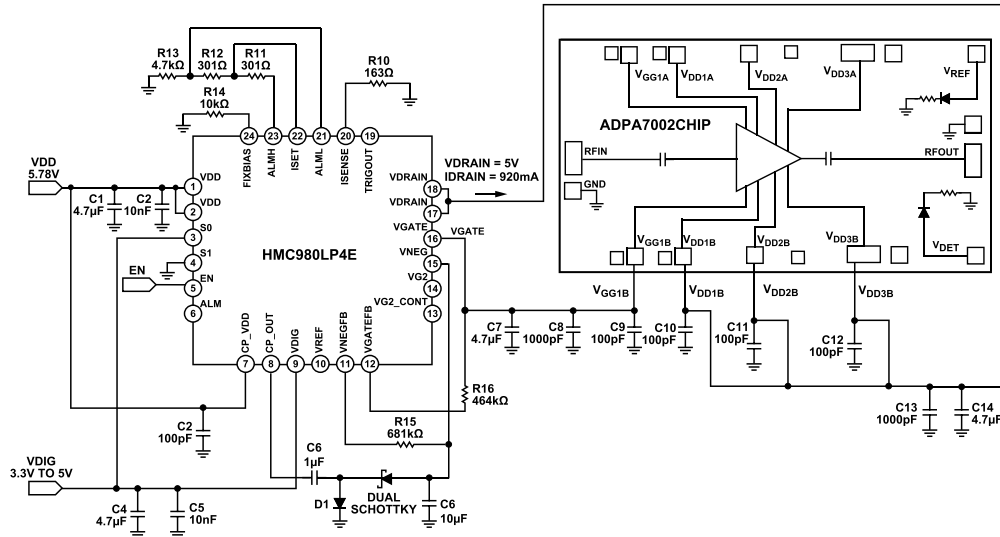 R13
4.7kΩ
R12
301Ω
R11
301Ω
R10
163Ω
R14
10kΩ
24
23
22
21
20
19
FIXBIAS
ALMH
ISET
ALML
ISENSE
TRIGOUT
VDD
5.78V
C1
4.7µF
C2
10nF
1
VDD
2
VDD
3
S0
4
S1
5
EN
6
ALM
EN
HMC980LP4E
VDRAIN
18
VDRAIN
17
VGATE
16
VNEG
15
VG2
14
VG2_CONT
13
VDRAIN = 5V
IDRAIN = 920mA
VGATE
CP_VDD
CP_OUT
VDIG
VREF
VNEGFB
VGATEFB
7
8
9
10
11
12
C2
100pF
R16
464kΩ
R15
681kΩ
C6
1µF
D1
DUAL
SCHOTTKY
C6
10µF
VDIG
3.3V TO 5V
C4
4.7µF
C5
10nF
VGG1A
VDD1A
VDD2A
VDD3A
VREF
ADPA7002CHIP
RFIN
RFOUT
GND
VGG1B
VDD1B
VDD2B
VDD3B
VDET
VGG1B
VDD1B
VDD2B
VDD3B
C7
4.7µF
C8
1000pF
C9
100pF
C10
100pF
C11
100pF
C12
100pF
C13
1000pF
C14
4.7µF